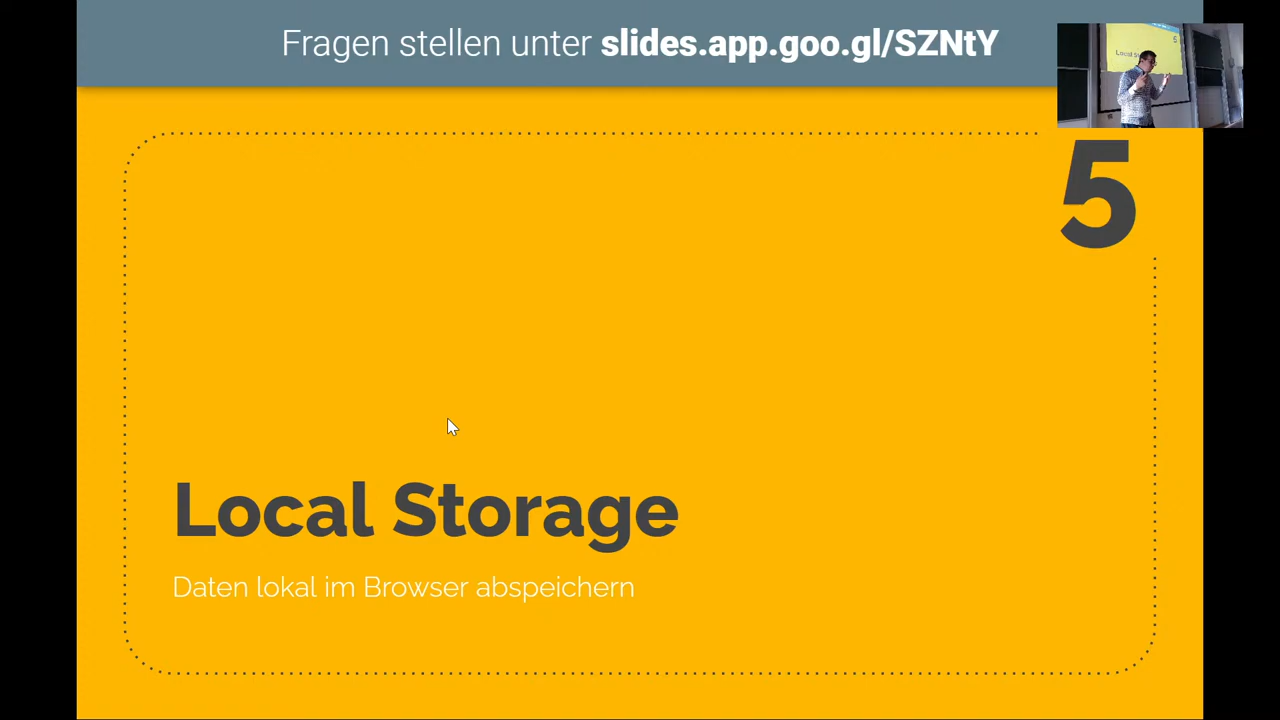 Fragen stellen unter slides.app.goo.gl/SZNtY
5
Local Storage
Daten lokal im Browser abspeichern